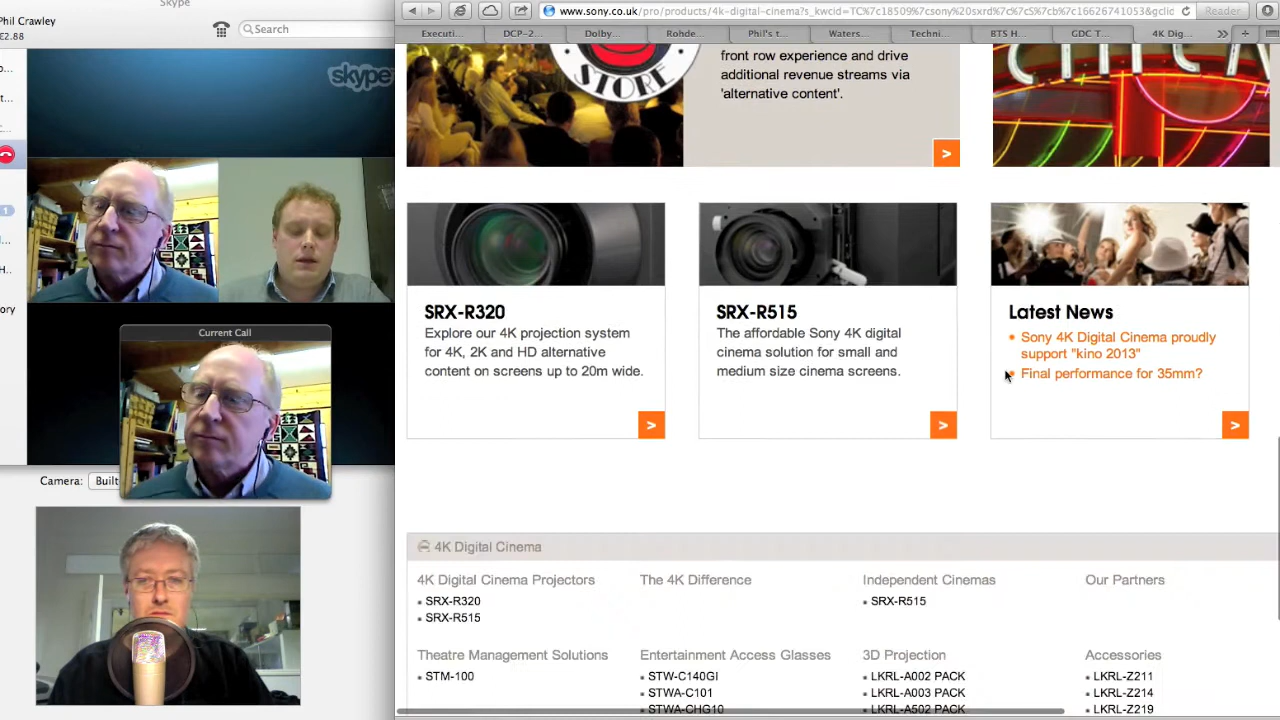 Skype
Phil Crawley
£2.88
Search
skype
1
Current Call
Camera:
Built
www.sony.co.uk/pro/products/4k-digital-cinema?s_kwcid=TC%7c18509%7csony%20sxrd%7c%7cS%7cb%7c16626741053&gclid
Reader
Executi...
DCP-2...
Dolby...
Rohde...
Phil's t...
Waters...
Techni...
BTS H...
GDC T...
4K Dig...
STORE
front row experience and drive
additional revenue streams via
'alternative content'.
>
SRX-R320
Explore our 4K projection system
for 4K, 2K and HD alternative
content on screens up to 20m wide.
>
SRX-R515
The affordable Sony 4K digital
cinema solution for small and
medium size cinema screens.
>
Latest News
Sony 4K Digital Cinema proudly
support "kino 2013"
Final performance for 35mm?
>
4K Digital Cinema
4K Digital Cinema Projectors
SRX-R320
SRX-R515
The 4K Difference
Independent Cinemas
SRX-R515
Our Partners
Theatre Management Solutions
STM-100
Entertainment Access Glasses
STW-C140GI
STWA-C101
STWA-CHG10
3D Projection
LKRL-A002 PACK
LKRL-A003 PACK
LKRL-A502 PACK
Accessories
LKRL-Z211
LKRL-Z214
LKRL-Z219